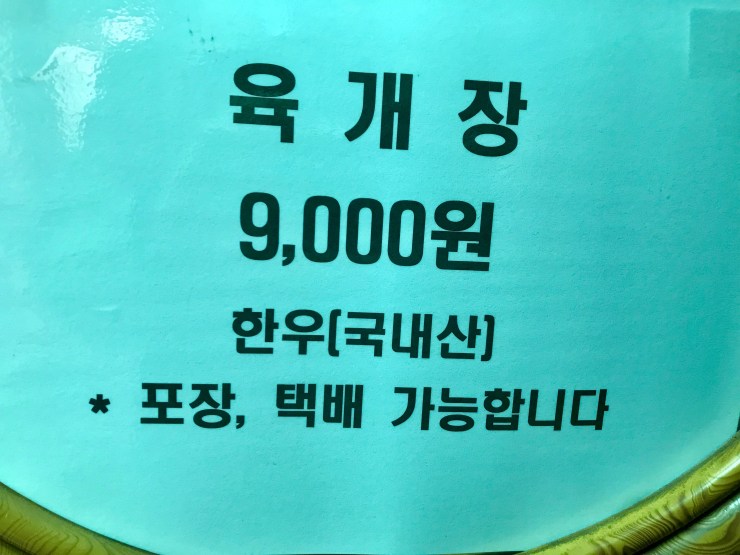 육개장
9,000원
한우(국내산)
* 포장, 택배 가능합니다